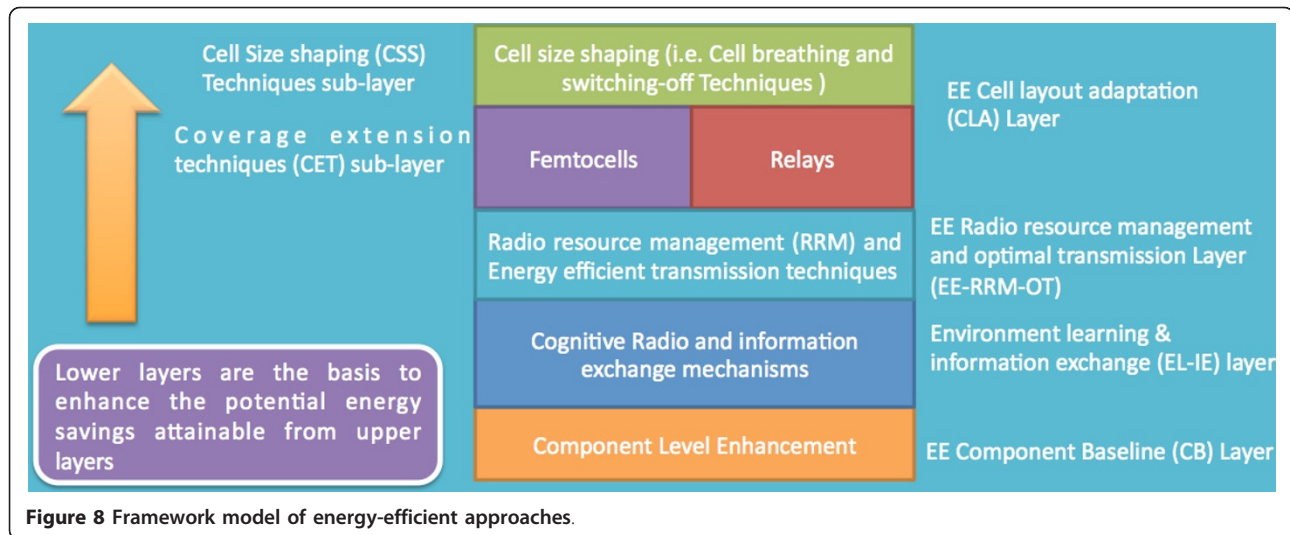 Cell Size shaping (CSS)
Techniques sub-layer
Coverage extension
techniques (CET) sub-layer
Lower layers are the basis to
enhance the potential energy
savings attainable from upper
layers
Cell size shaping (i.e. Cell breathing and
switching-off Techniques )
Femtocells
Relays
Radio resource management (RRM) and
Energy efficient transmission techniques
Cognitive Radio and information
exchange mechanisms
Component Level Enhancement
EE Cell layout adaptation
(CLA) Layer
EE Radio resource management
and optimal transmission Layer
(EE-RRM-OT)
Environment learning &
information exchange (EL-IE) layer
EE Component Baseline (CB) Layer
Figure 8 Framework model of energy-efficient approaches.